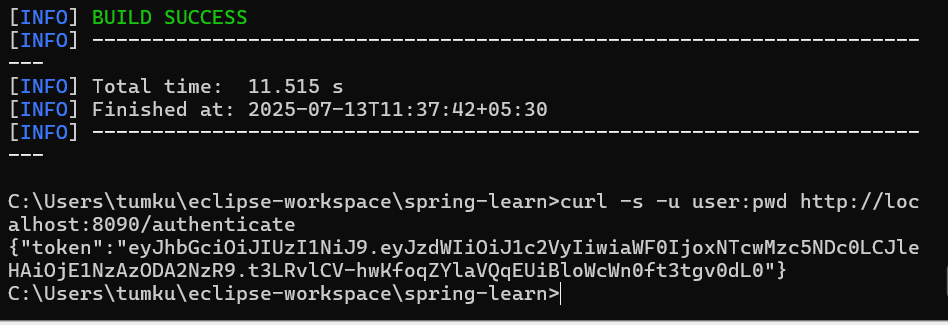 [INFO] BUILD SUCCESS
[INFO] ---------------------------------------------------------------------
---
[INFO] Total time:  11.515 s
[INFO] Finished at: 2025-07-13T11:37:42+05:30
[INFO] ---------------------------------------------------------------------
---
C:\Users\tumku\eclipse-workspace\spring-learn>curl -s -u user:pwd http://loc
alhost:8090/authenticate
{"token":"eyJhbGciOiJIUzI1NiJ9.eyJzdWIiOiJ1c2VyIiwiaWF0IjoxNTcwMzc5NDc0LCJle
HAiOjE1NzAzODA2NzR9.t3LRvlCV-hwKfoqZYlaVQqEUiBloWcWn0ft3tgv0dL0"}
C:\Users\tumku\eclipse-workspace\spring-learn>